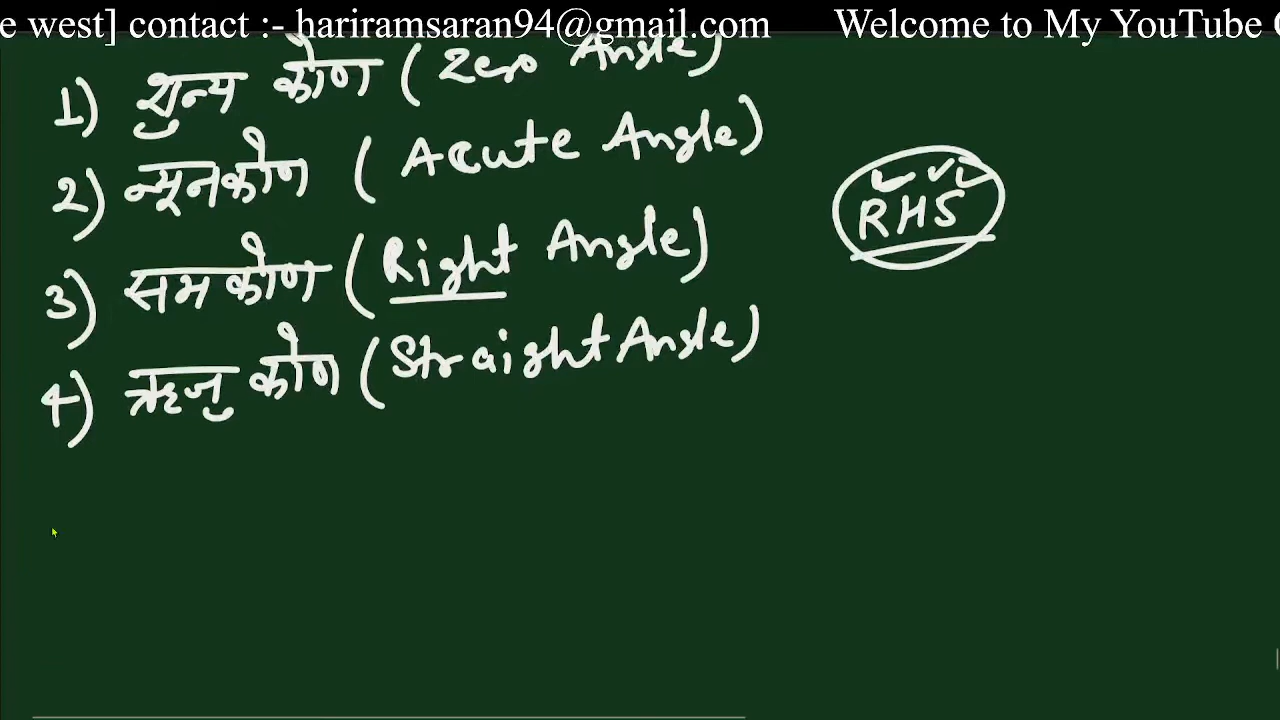 e west] contact :- hariramsaran94@gmail.com Welcome to My YouTube
1) शुन्य कोण (Zero Angle)
2) न्यूनकोण (Acute Angle)
3) समकोण (Right Angle)
RHS
4) ऋजु कोण (Straight Angle)